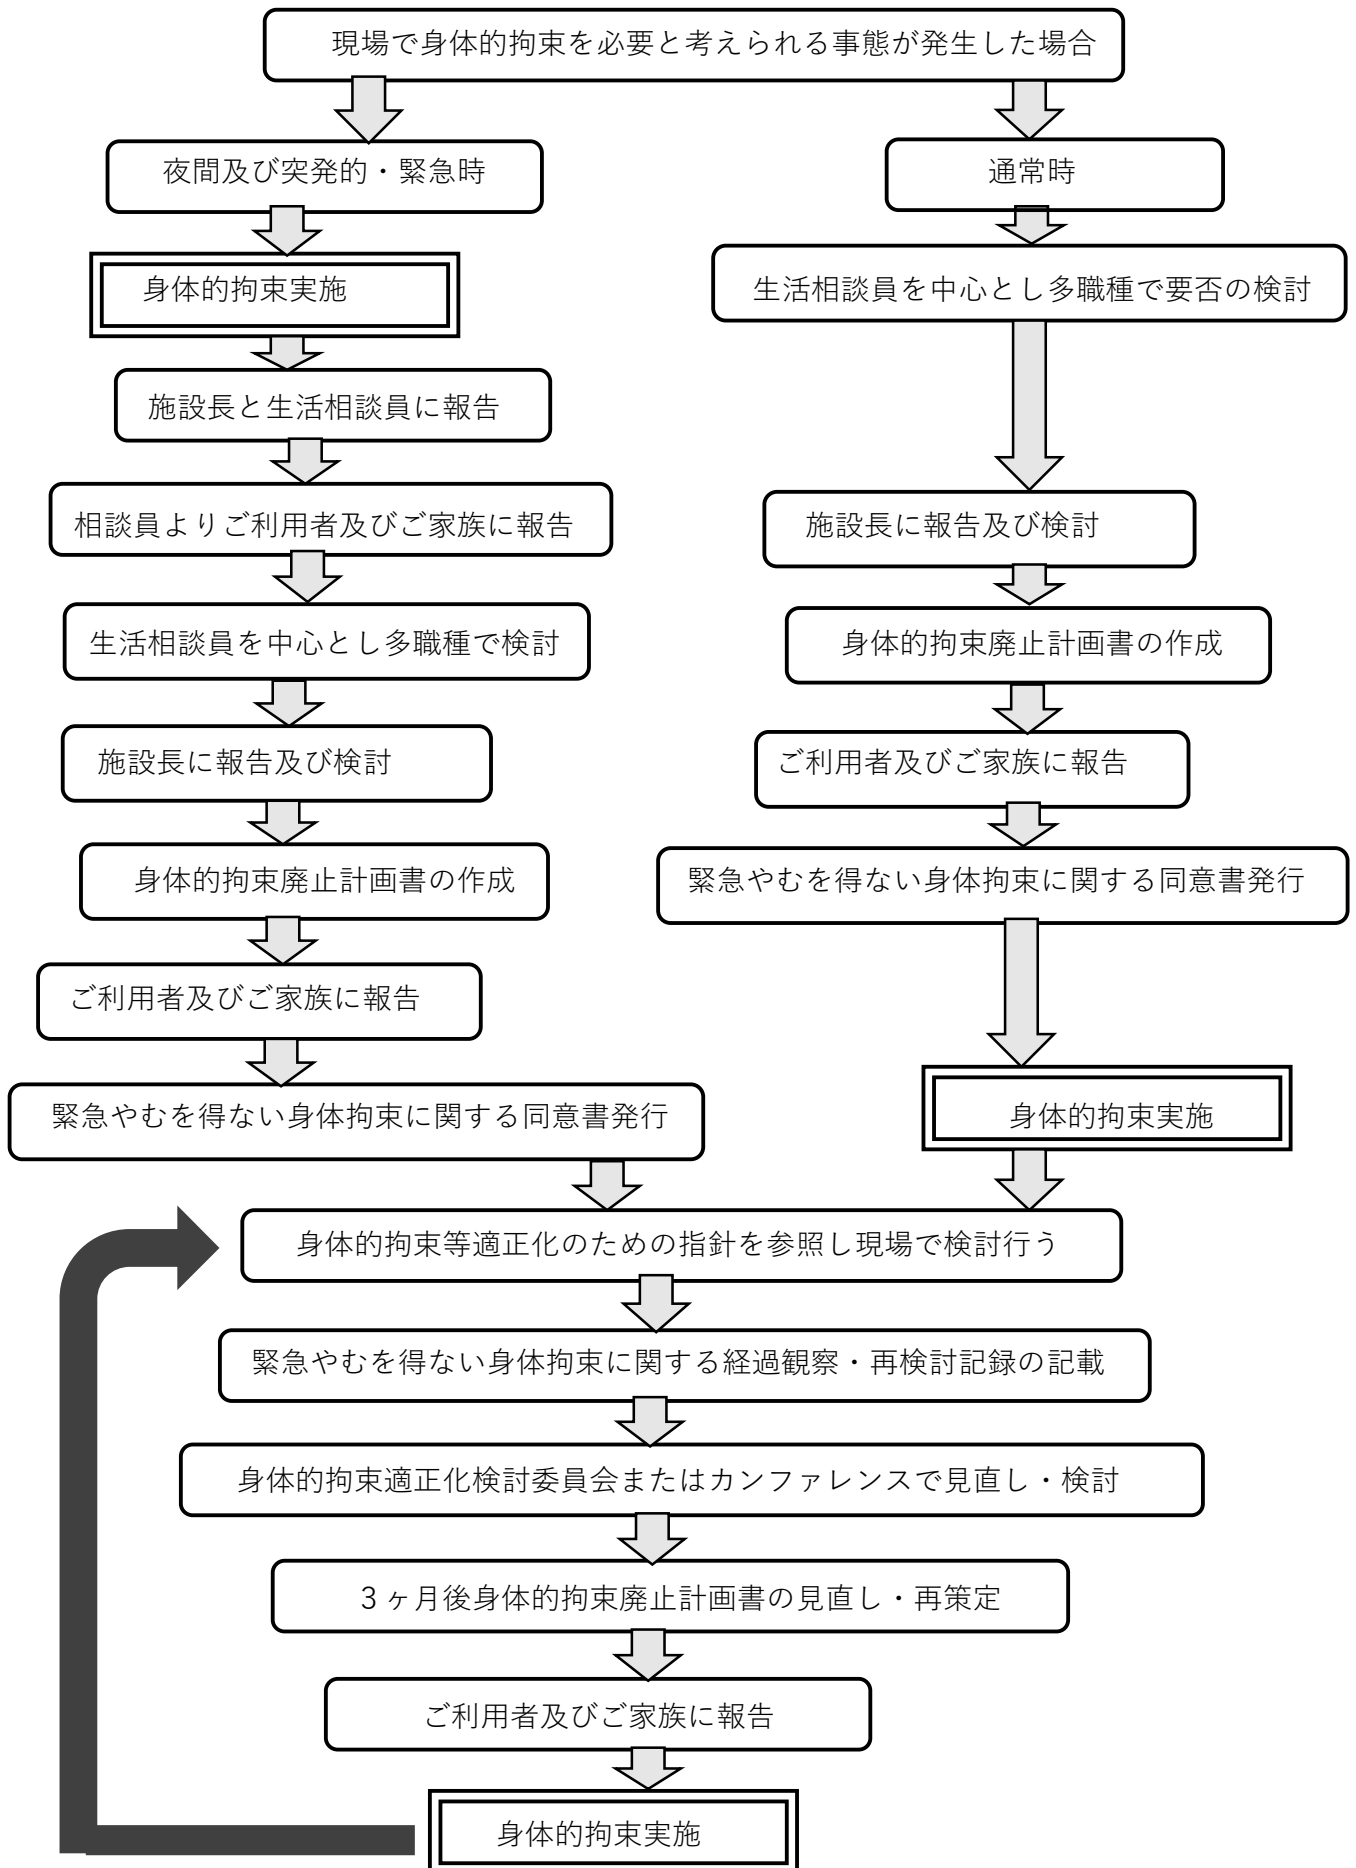 現場で身体的拘束を必要と考えられる事態が発生した場合
夜間及び突発的・緊急時
身体的拘束実施
施設長と生活相談員に報告
相談員よりご利用者及びご家族に報告
生活相談員を中心とし多職種で検討
施設長に報告及び検討
身体的拘束廃止計画書の作成
ご利用者及びご家族に報告
緊急やむを得ない身体拘束に関する同意書発行
通常時
生活相談員を中心とし多職種で要否の検討
施設長に報告及び検討
身体的拘束廃止計画書の作成
ご利用者及びご家族に報告
緊急やむを得ない身体拘束に関する同意書発行
身体的拘束実施
身体的拘束等適正化のための指針を参照し現場で検討行う
緊急やむを得ない身体拘束に関する経過観察・再検討記録の記載
身体的拘束適正化検討委員会またはカンファレンスで見直し・検討
３ヶ月後身体的拘束廃止計画書の見直し・再策定
ご利用者及びご家族に報告
身体的拘束実施